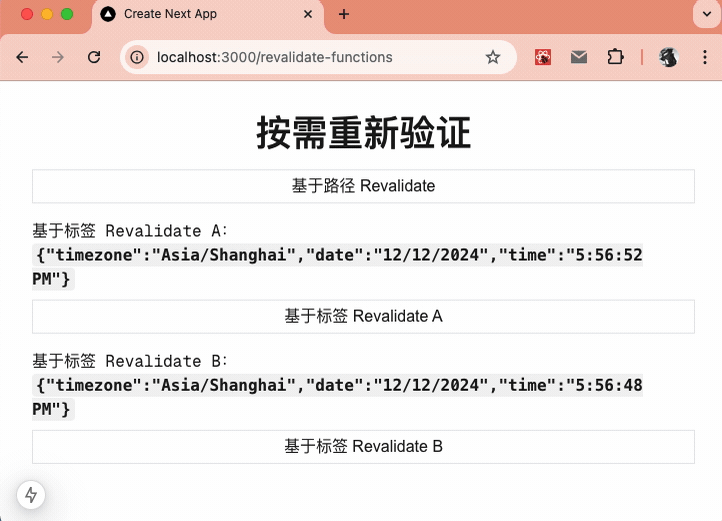 Create Next App
localhost:3000/revalidate-functions
按需重新验证
基于路径 Revalidate
基于标签 Revalidate A:
{"timezone":"Asia/Shanghai","date":"12/12/2024","time":"5:56:52
PM"}
基于标签 Revalidate A
基于标签 Revalidate B:
{"timezone":"Asia/Shanghai","date":"12/12/2024","time":"5:56:48
PM"}
基于标签 Revalidate B